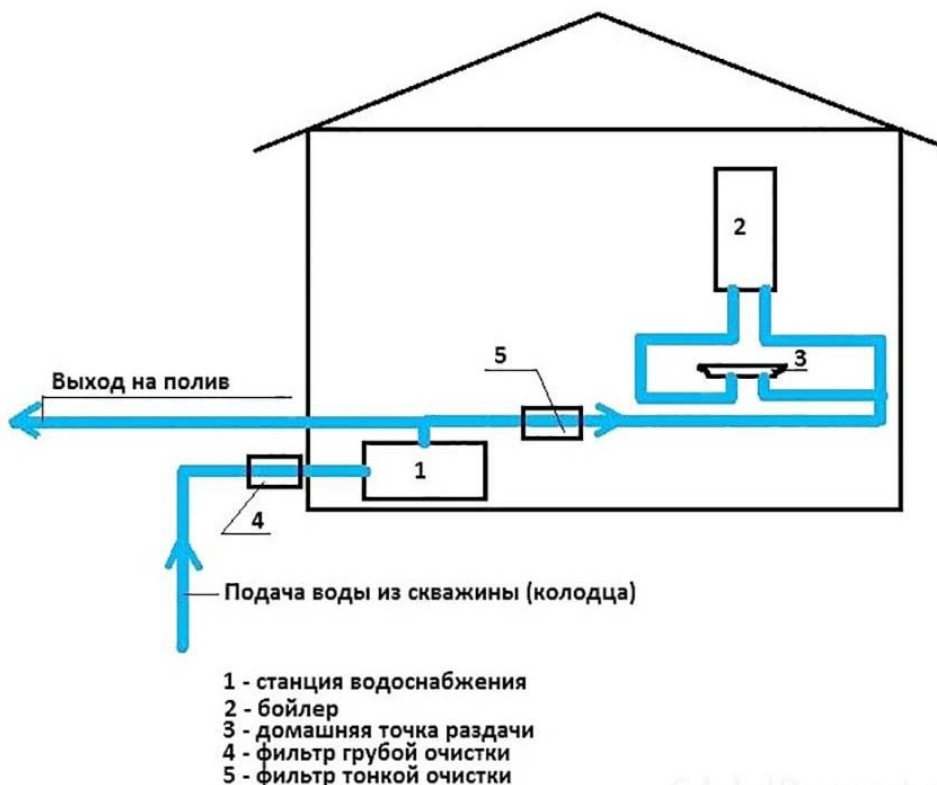 2
5
3
Выход на полив
1
4
Подача воды из скважины (колодца)
1 - станция водоснабжения
2 - бойлер
3 - домашняя точка раздачи
4 - фильтр грубой очистки
5 - фильтр тонкой очистки